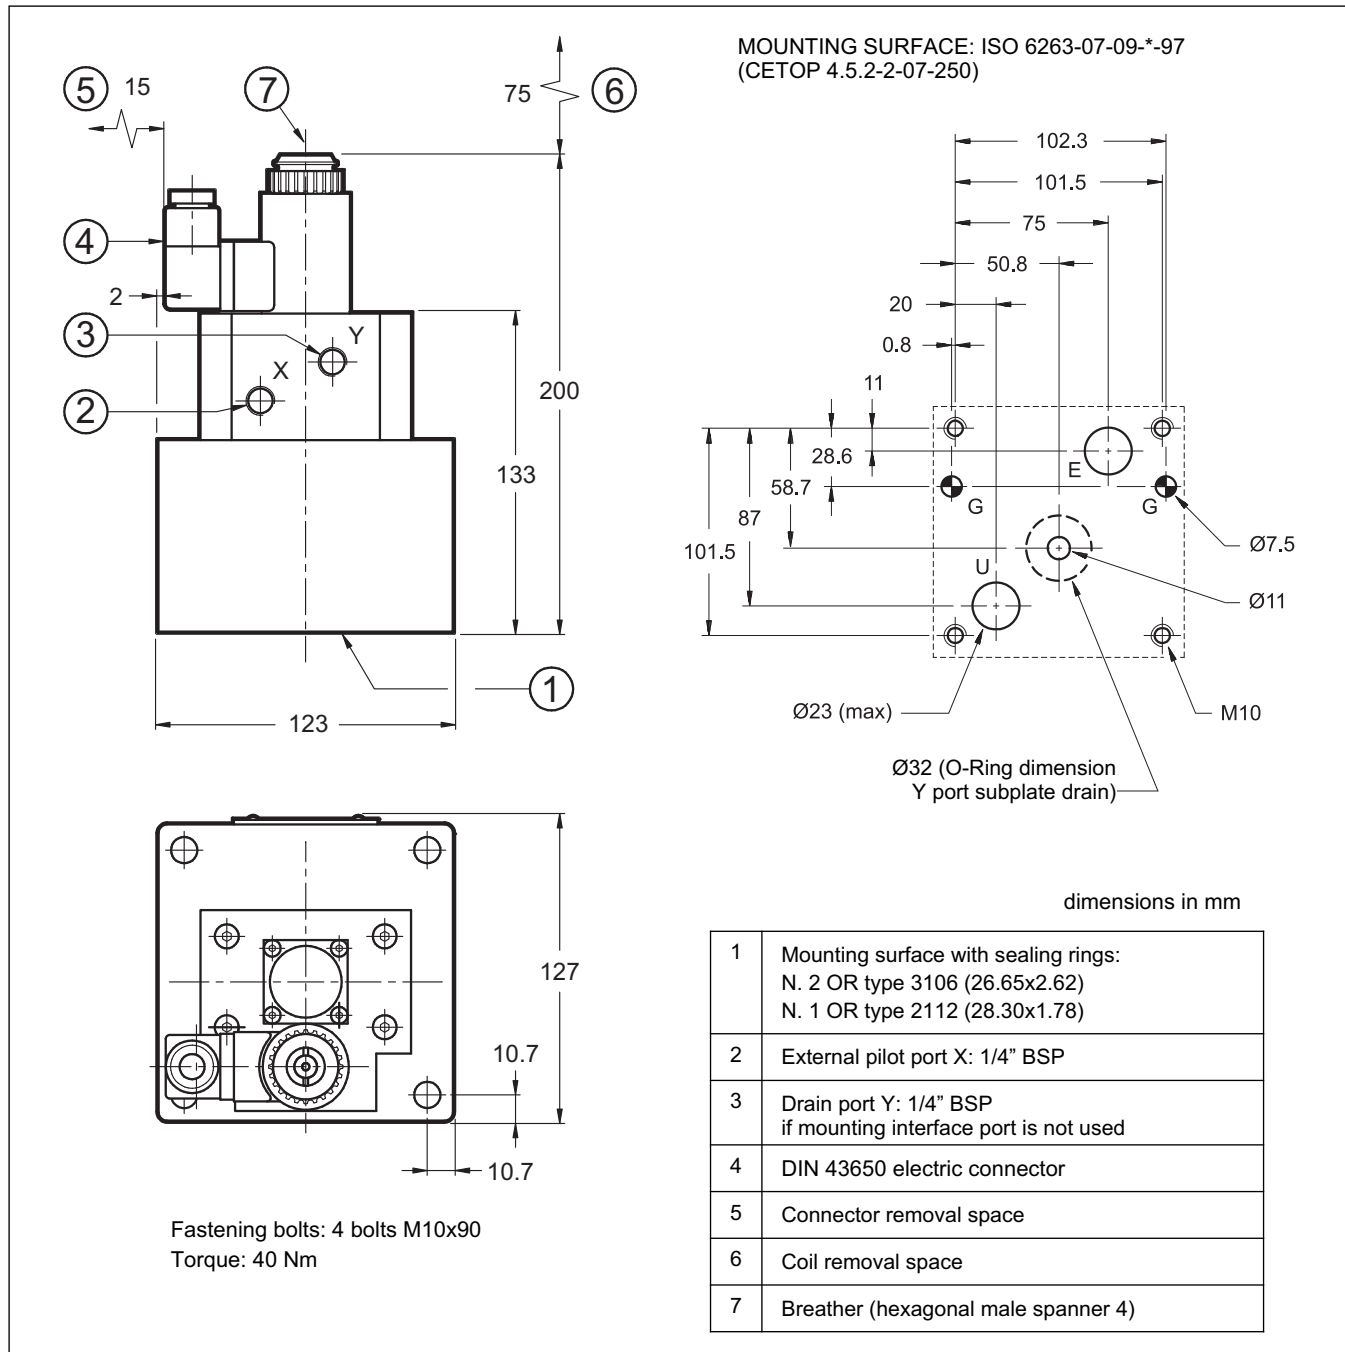 MOUNTING SURFACE: ISO 6263-07-09-*-97
(CETOP 4.5.2-2-07-250)
5
15
7
75
6
4
2
3
Y
X
2
200
133
1
123
102.3
101.5
75
50.8
20
0.8
11
28.6
58.7
87
101.5
E
G
G
U
Ø7.5
Ø11
Ø23 (max)
M10
Ø32 (O-Ring dimension
Y port subplate drain)
127
10.7
10.7
Fastening bolts: 4 bolts M10x90
Torque: 40 Nm
dimensions in mm
1 Mounting surface with sealing rings:
N. 2 OR type 3106 (26.65x2.62)
N. 1 OR type 2112 (28.30x1.78)
2 External pilot port X: 1/4” BSP
3 Drain port Y: 1/4” BSP
if mounting interface port is not used
4 DIN 43650 electric connector
5 Connector removal space
6 Coil removal space
7 Breather (hexagonal male spanner 4)